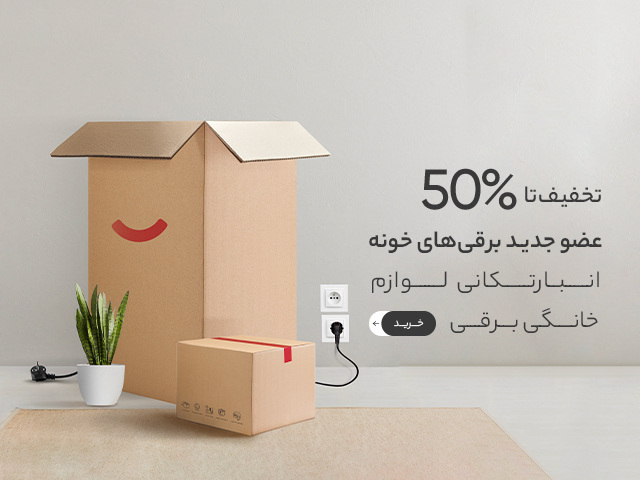 تخفیف تا 50%
عضو جدید برقی‌های خونه
انبارتکانی لوازم
خانگی برقی
خرید